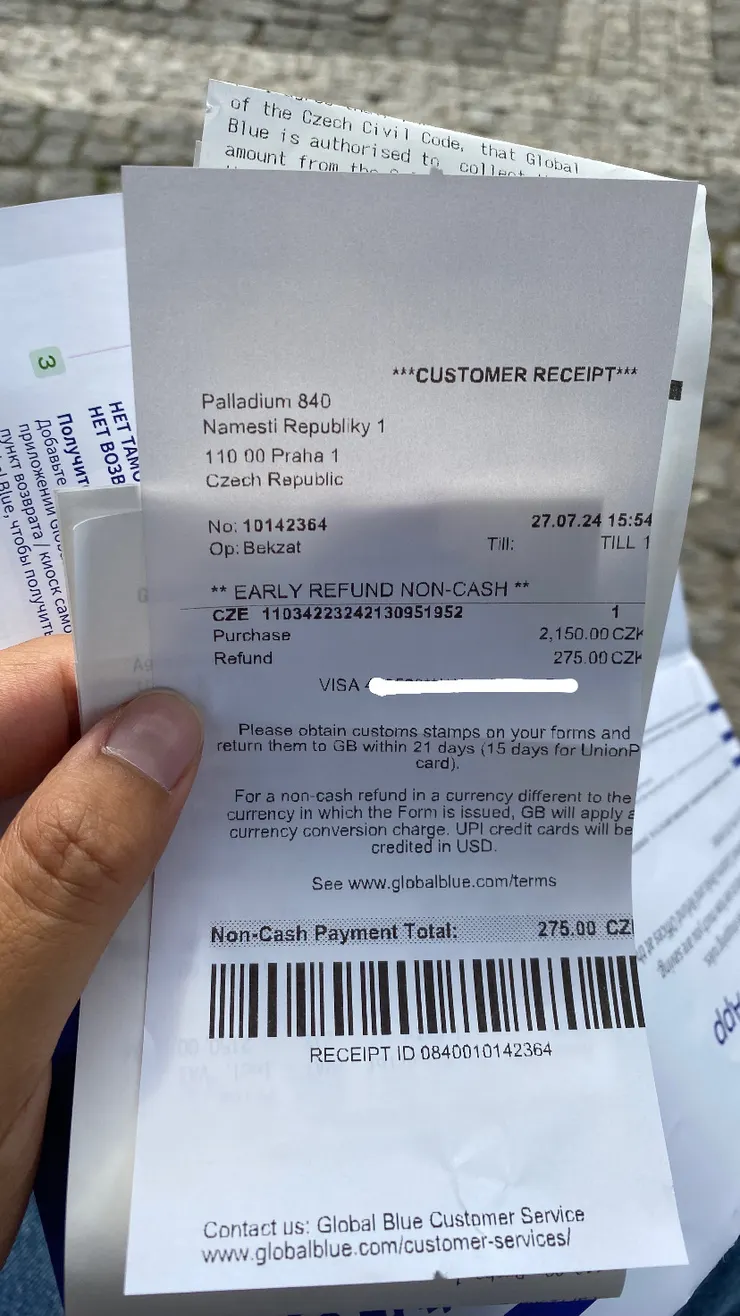 of the Czech Civil Code, that Global
Blue is authorised to collect
amount from the
***CUSTOMER RECEIPT***
Palladium 840
Namesti Republiky 1
110 00 Praha 1
Czech Republic
No: 10142364 27.07.24 15:54
Op: Bekzat Till: TILL 1
** EARLY REFUND NON-CASH **
CZE 11034223242130951952 1
Purchase 2,150.00 CZK
Refund 275.00 CZK
VISA
Please obtain customs stamps on your forms and
return them to GB within 21 days (15 days for UnionP
card).
For a non-cash refund in a currency different to the
currency in which the Form is issued, GB will apply a
currency conversion charge. UPI credit cards will be
credited in USD.
See www.globalblue.com/terms
Non-Cash Payment Total: 275.00 CZ
RECEIPT ID 0840010142364
Contact us: Global Blue Customer Service
www.globalblue.com/customer-services/
3
НЕТ ТАМО
НЕТ ВОЗВ
Получит
Добавьте
приложении Glob
пункт возврата / киоск само
Blue, чтобы получить
App